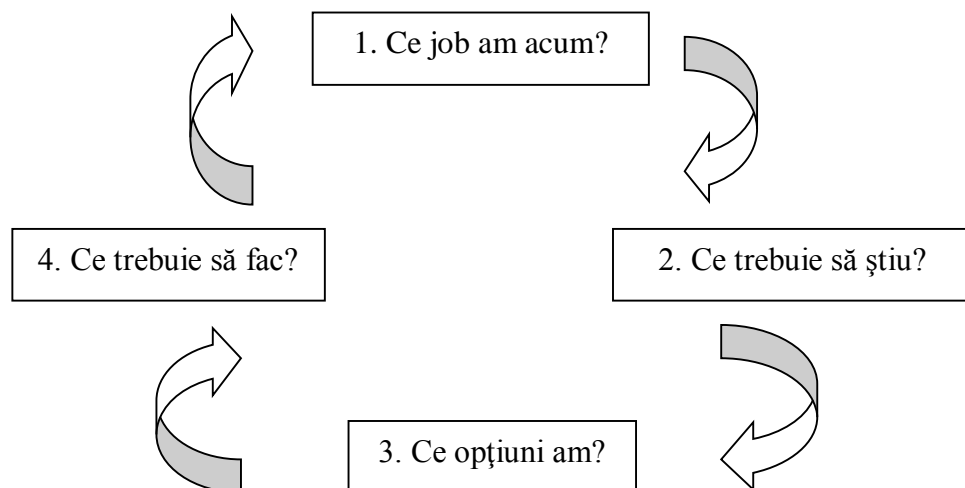 1. Ce job am acum?
2. Ce trebuie să ştiu?
3. Ce opţiuni am?
4. Ce trebuie să fac?